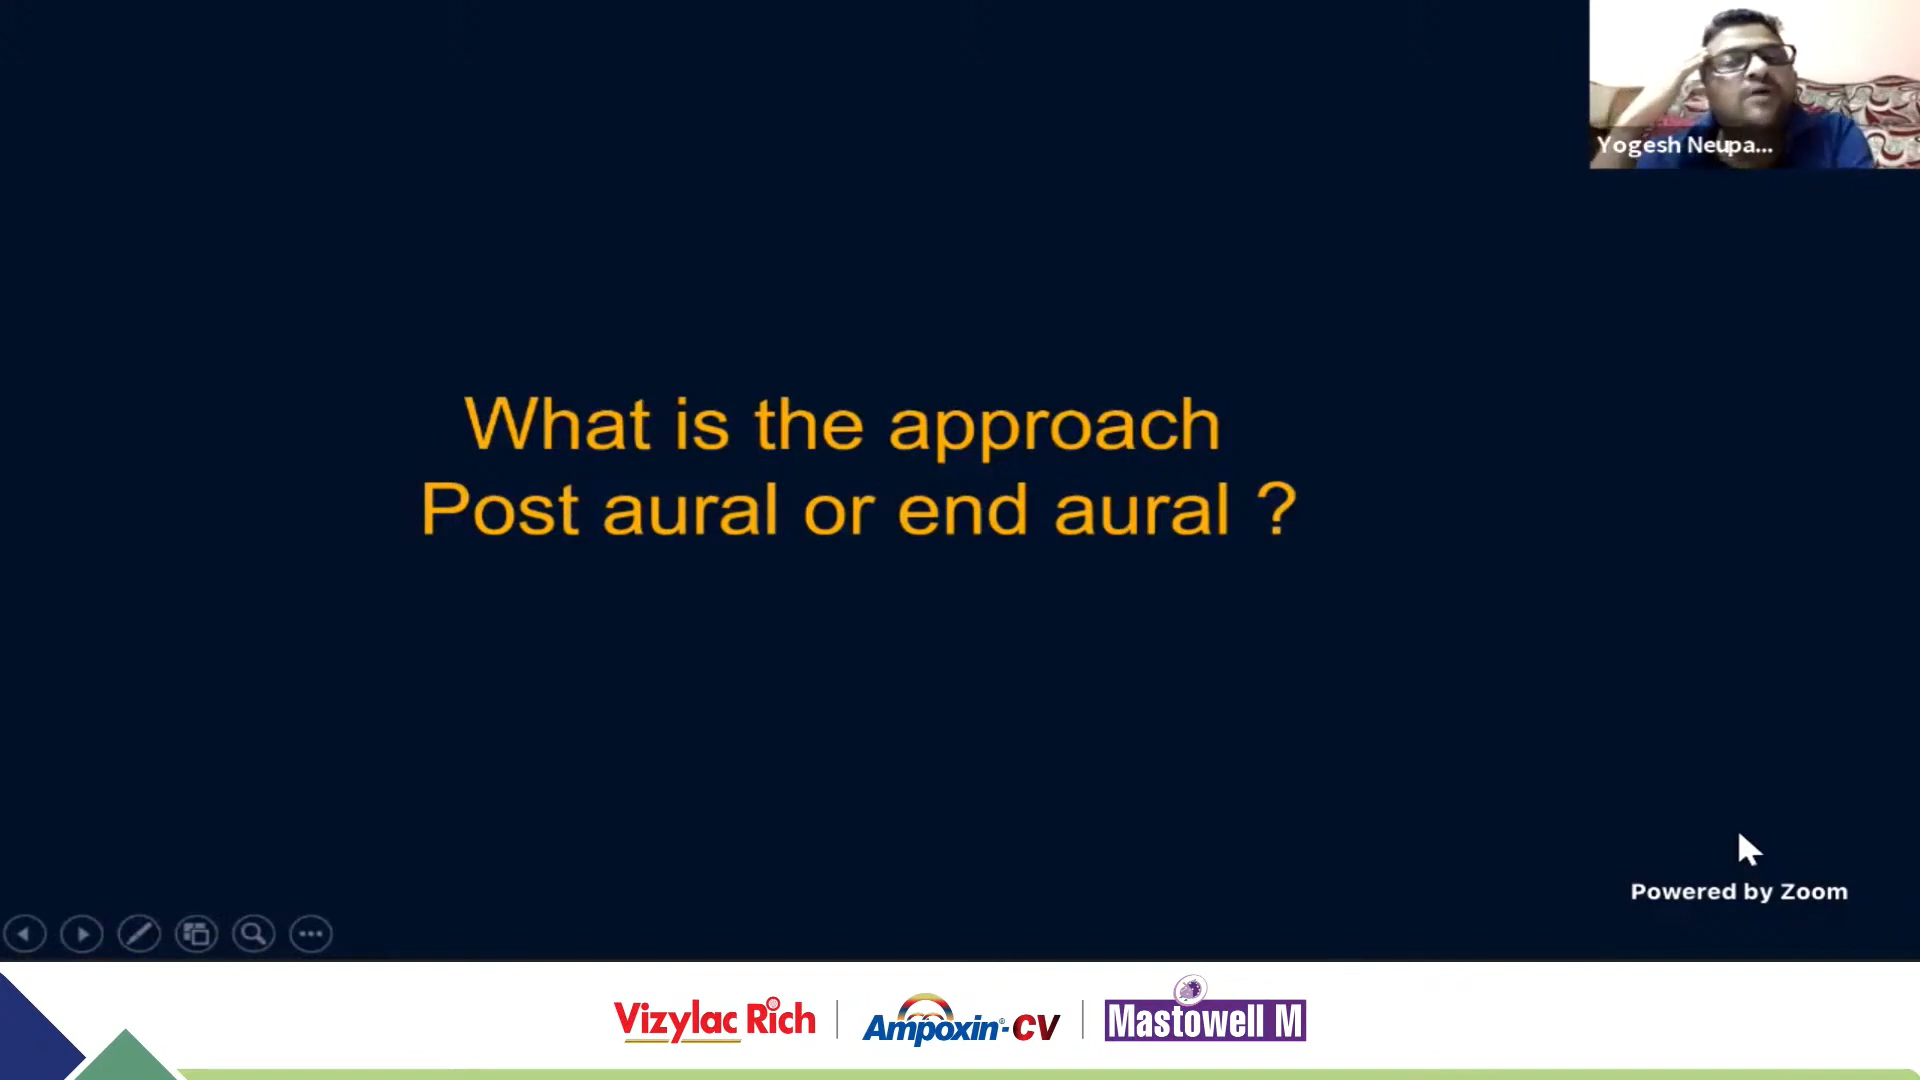 Yogesh Neupa...
What is the approach
Post aural or end aural ?
Powered by Zoom
Vizylac Rich
Ampoxin®-CV
Mastowell M